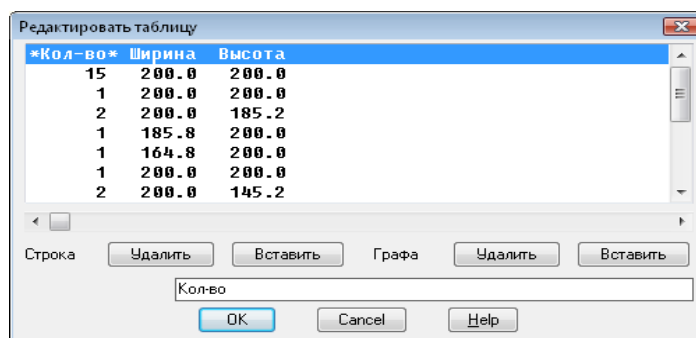 Редактировать таблицу
*Кол-во* Ширина Высота
15 200.0 200.0
1 200.0 200.0
2 200.0 185.2
1 185.8 200.0
1 164.8 200.0
1 200.0 200.0
2 200.0 145.2
Строка Удалить Вставить Графа Удалить Вставить
Кол-во
OK Cancel Help